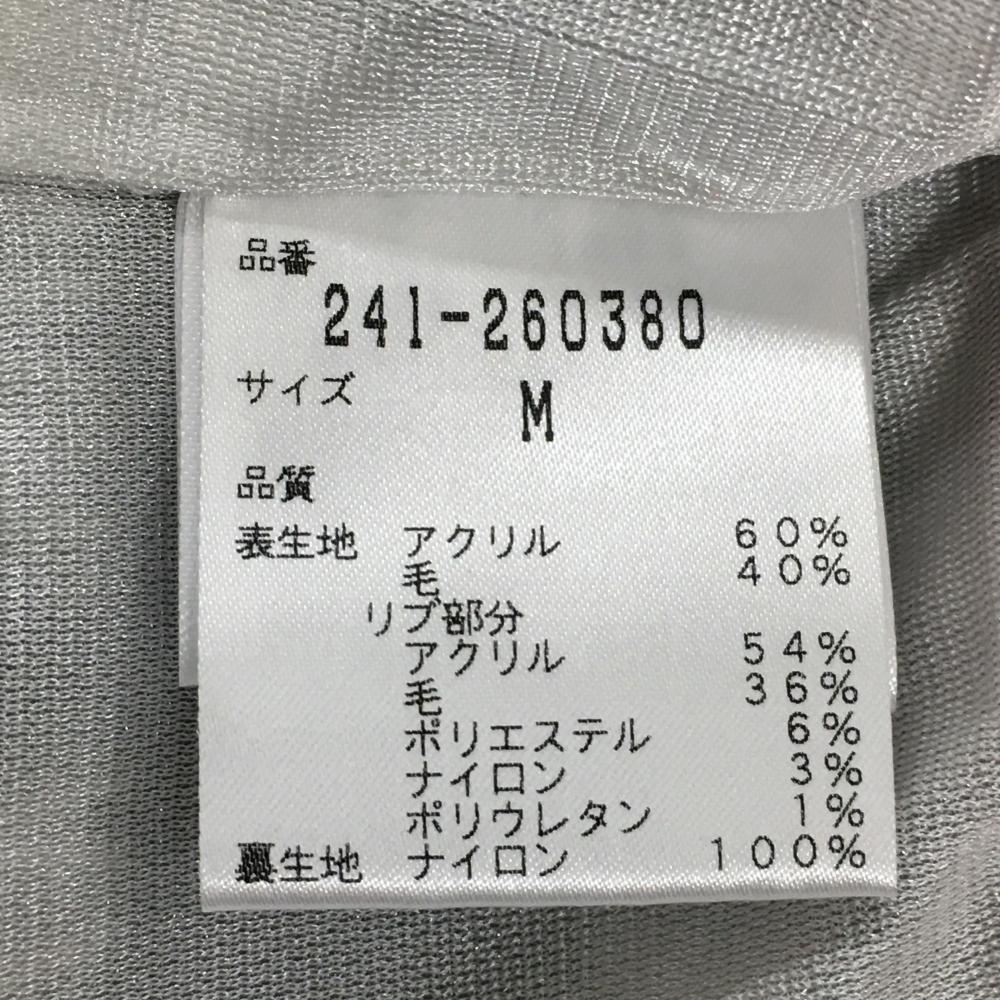 品番
241-260380
サイズ
M
品質
表生地 アクリル 60%
毛 40%
リブ部分
アクリル 54%
毛 36%
ポリエステル 6%
ナイロン 3%
ポリウレタン 1%
裏生地 ナイロン 100%